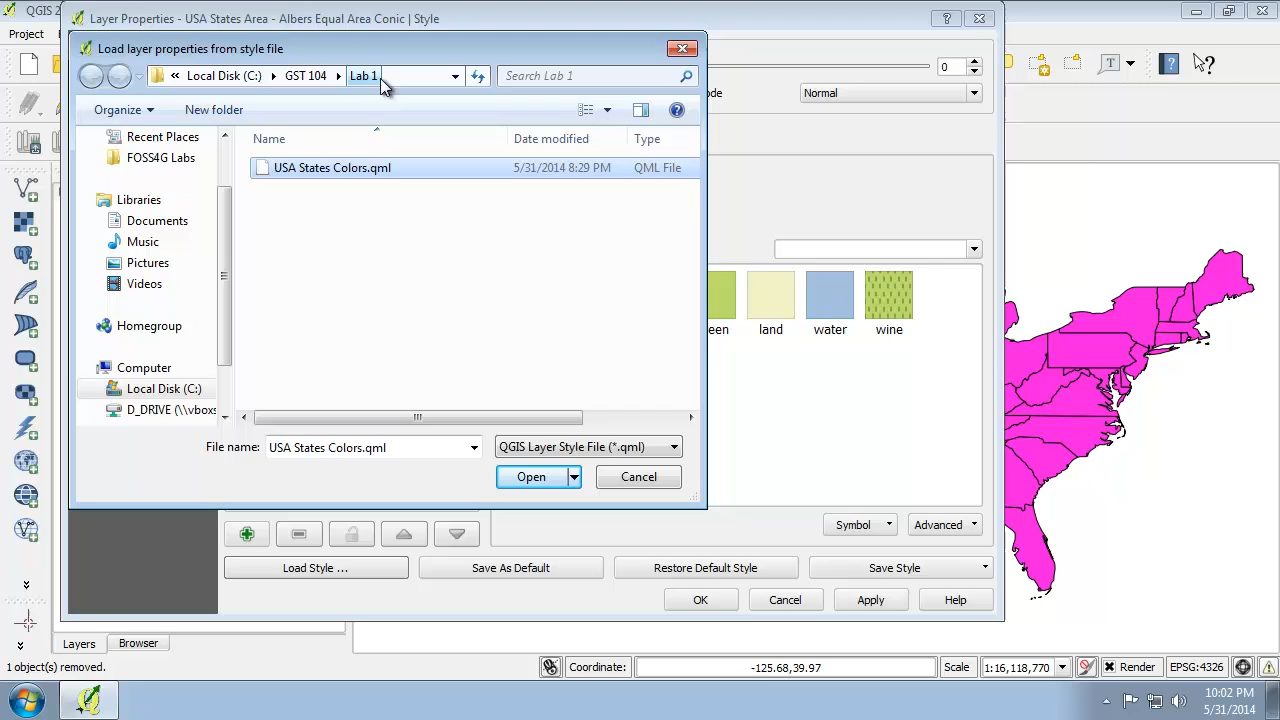 QGIS 2
Layer Properties - USA States Area - Albers Equal Area Conic | Style
Project
Load layer properties from style file
« Local Disk (C:) GST 104 Lab 1
Search Lab 1
0
ode
Normal
Organize
New folder
Name
Date modified
Type
Recent Places
FOSS4G Labs
USA States Colors.qml
5/31/2014 8:29 PM
QML File
Libraries
Documents
Music
Pictures
Videos
Homegroup
Computer
Local Disk (C:)
D_DRIVE (\\vboxs
een
land
water
wine
File name:
USA States Colors.qml
QGIS Layer Style File (*.qml)
Open
Cancel
Symbol
Advanced
Load Style ...
Save As Default
Restore Default Style
Save Style
OK
Cancel
Apply
Help
Layers
Browser
1 object(s) removed.
Coordinate:
-125.68,39.97
Scale
1:16,118,770
Render
EPSG:4326
10:02 PM
5/31/2014